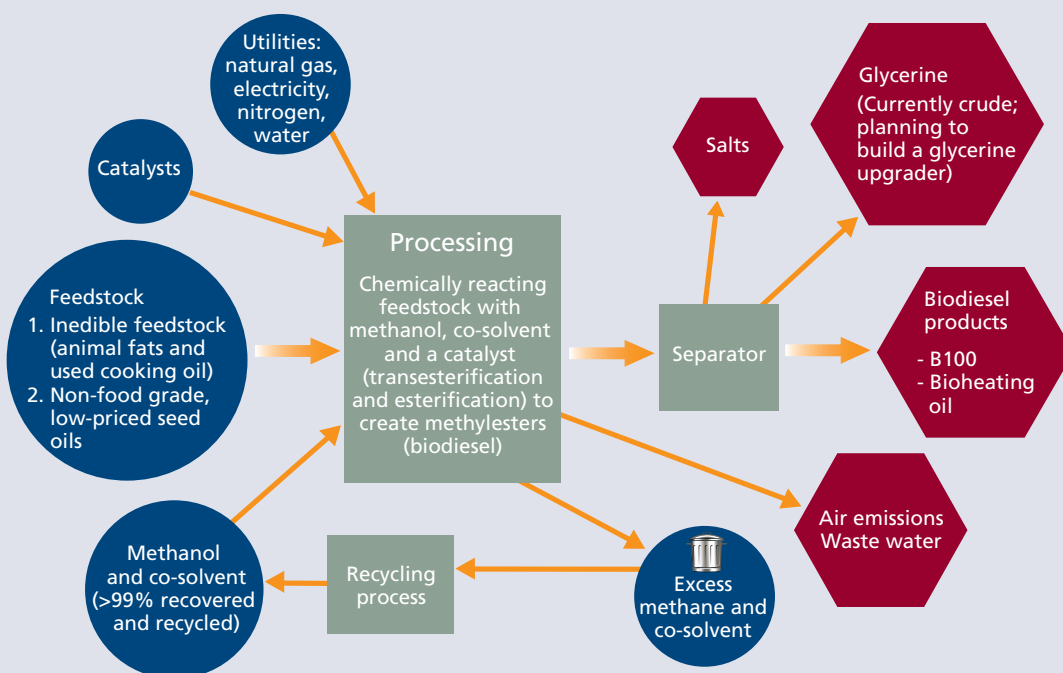 Utilities:
natural gas,
electricity,
nitrogen,
water
Catalysts
Feedstock
1. Inedible feedstock
(animal fats and
used cooking oil)
2. Non-food grade,
low-priced seed
oils
Methanol
and co-solvent
(>99% recovered
and recycled)
Processing
Chemically reacting
feedstock with
methanol, co-solvent
and a catalyst
(transesterification
and esterification) to
create methylesters
(biodiesel)
Recycling
process
Excess
methane and
co-solvent
Separator
Salts
Glycerine
(Currently crude;
planning to
build a glycerine
upgrader)
Biodiesel
products
- B100
- Bioheating
oil
Air emissions
Waste water